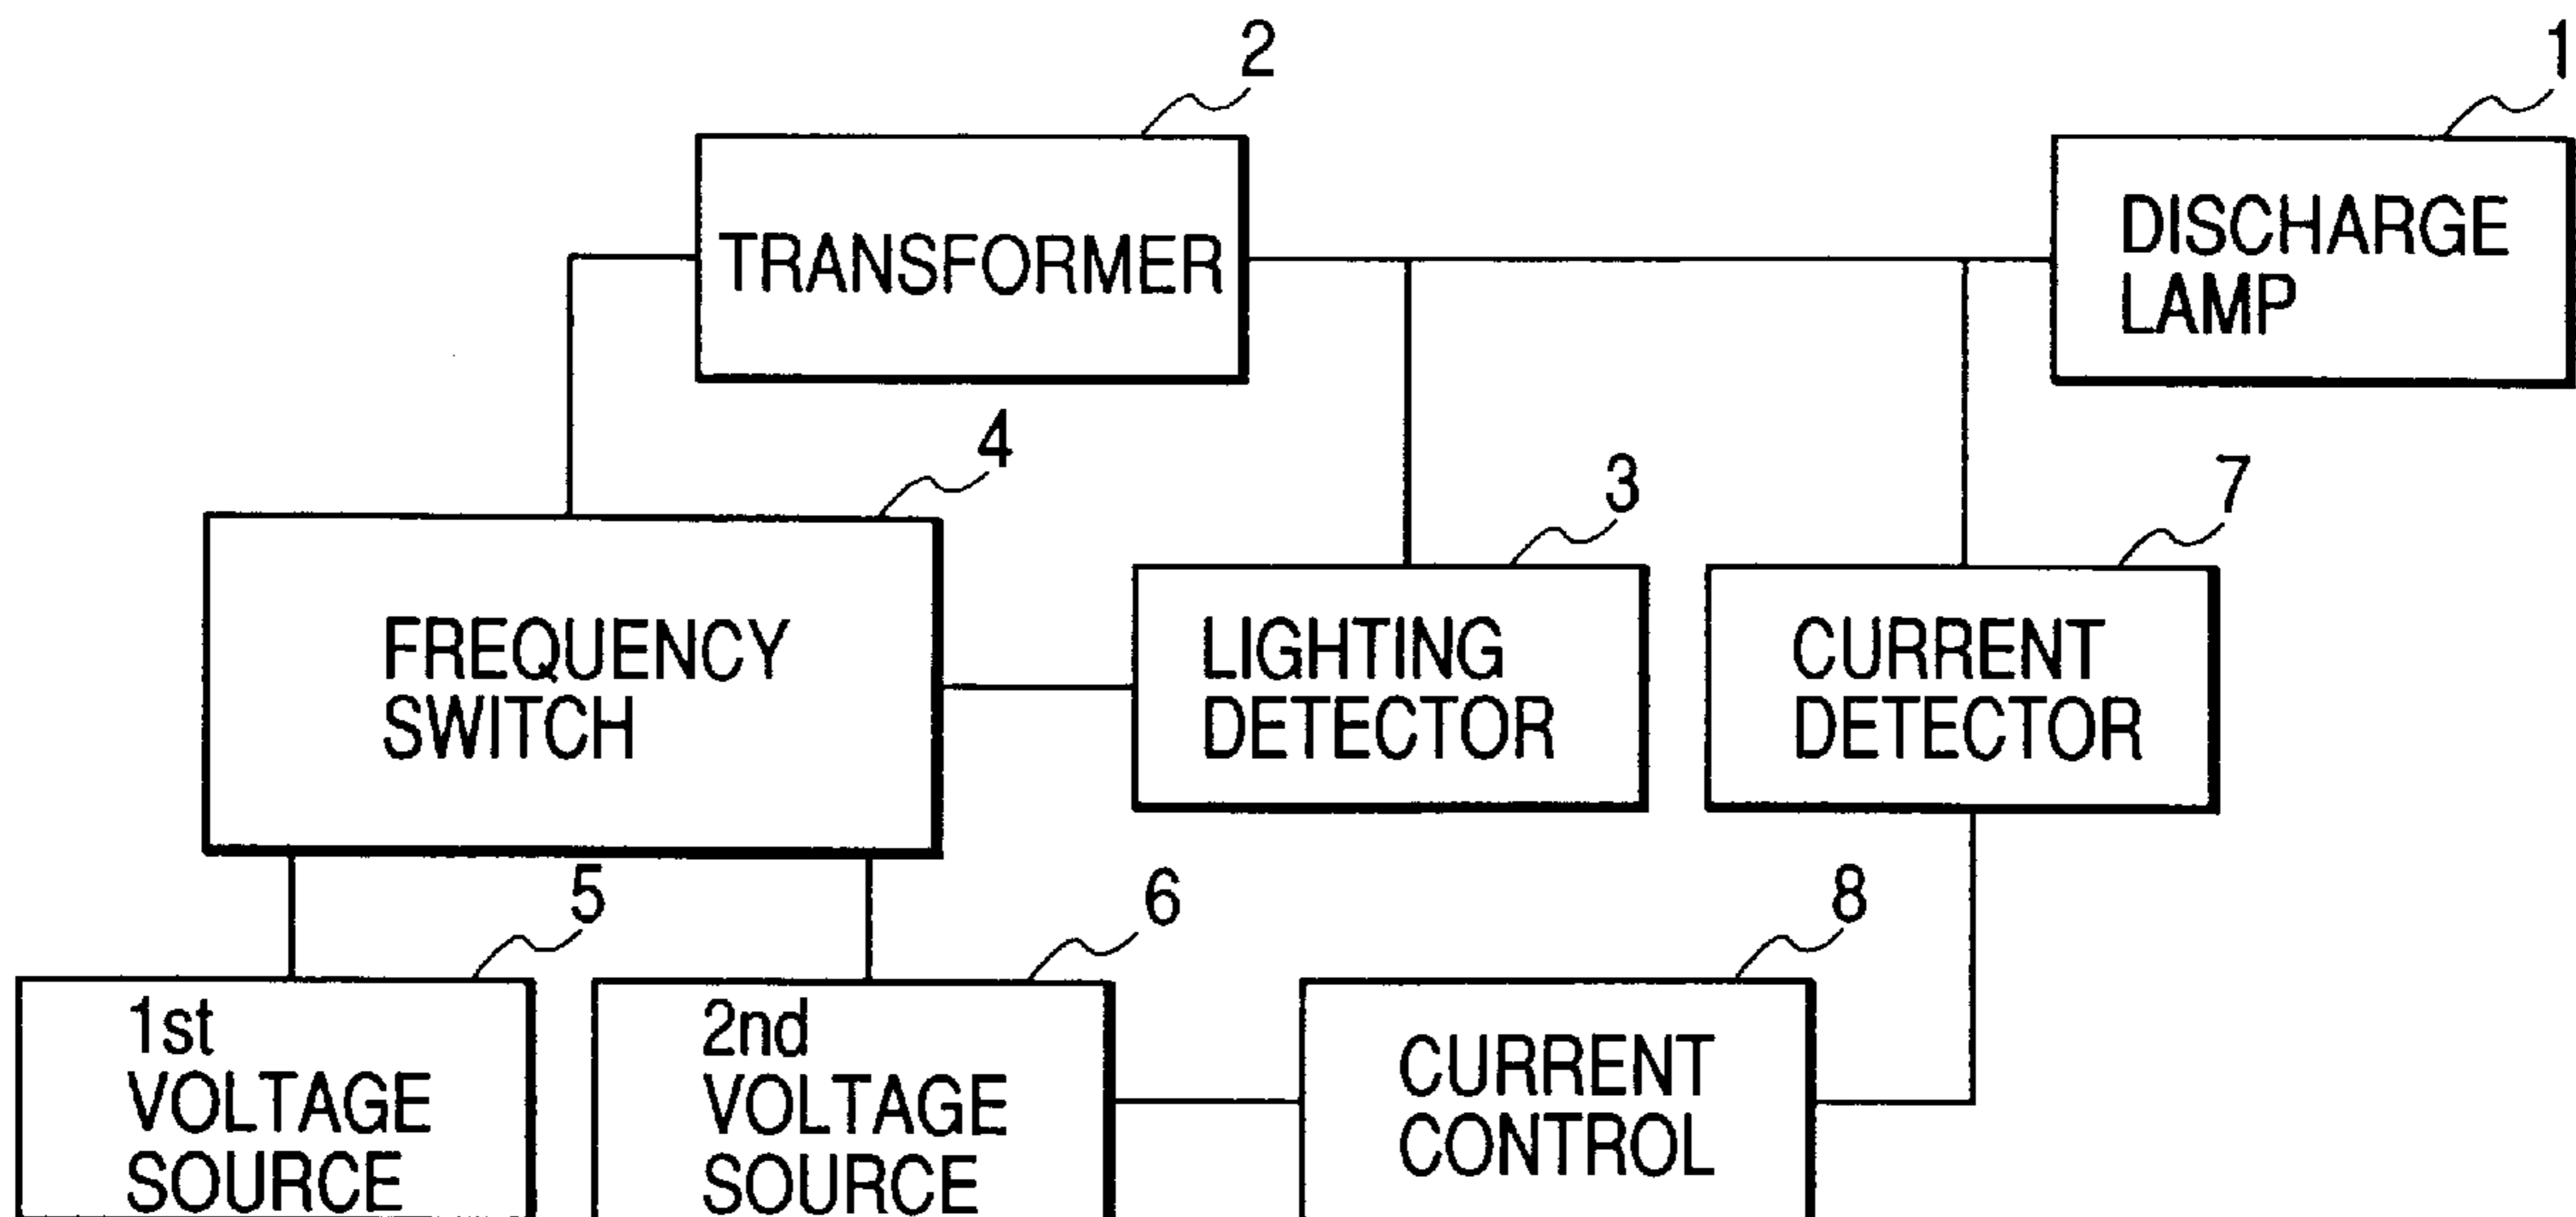 2
1
TRANSFORMER
DISCHARGE
LAMP
4
3
7
FREQUENCY
SWITCH
LIGHTING
DETECTOR
CURRENT
DETECTOR
5
6
8
1st
VOLTAGE
SOURCE
2nd
VOLTAGE
SOURCE
CURRENT
CONTROL